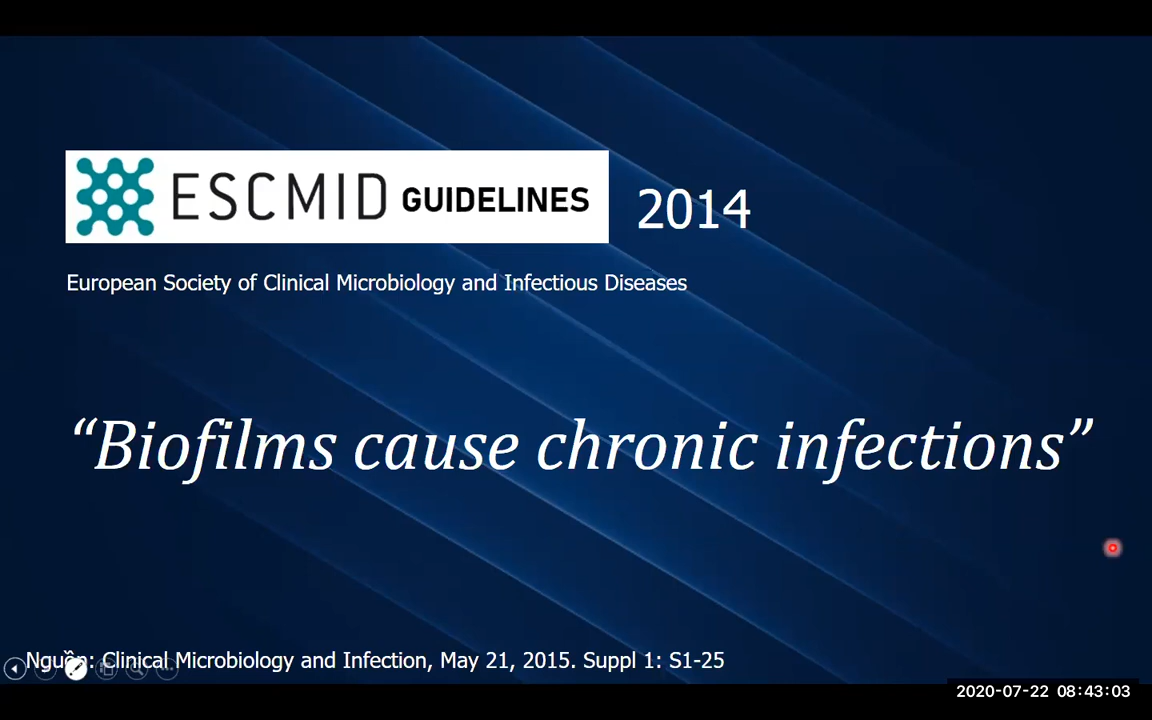 ESCMID GUIDELINES 2014
European Society of Clinical Microbiology and Infectious Diseases
“Biofilms cause chronic infections”
Nguồn: Clinical Microbiology and Infection, May 21, 2015. Suppl 1: S1-25
2020-07-22 08:43:03